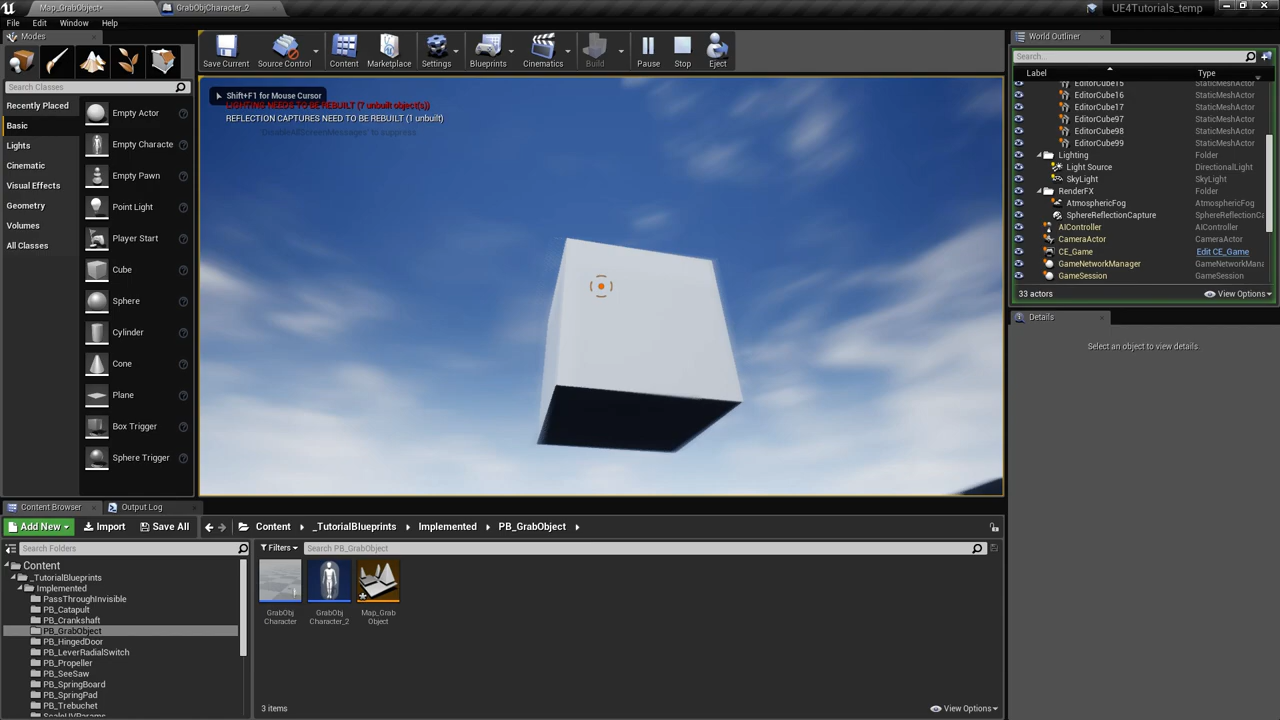 Map_GrabObject*
GrabObjCharacter_2
UE4Tutorials_temp
File Edit Window Help
Modes
Search Classes
Recently Placed
Basic
Lights
Cinematic
Visual Effects
Geometry
Volumes
All Classes
Empty Actor
Empty Characte
Empty Pawn
Point Light
Player Start
Cube
Sphere
Cylinder
Cone
Plane
Box Trigger
Sphere Trigger
Save Current
Source Control
Content
Marketplace
Settings
Blueprints
Cinematics
Build
Pause
Stop
Eject
Shift+F1 for Mouse Cursor
LIGHTING NEEDS TO BE REBUILT (7 unbuilt object(s))
REFLECTION CAPTURES NEED TO BE REBUILT (1 unbuilt)
'DisableAllScreenMessages' to suppress
World Outliner
Search...
Label Type
EditorCube15 StaticMeshActor
EditorCube16 StaticMeshActor
EditorCube17 StaticMeshActor
EditorCube97 StaticMeshActor
EditorCube98 StaticMeshActor
EditorCube99 StaticMeshActor
Lighting Folder
Light Source DirectionalLight
SkyLight SkyLight
RenderFX Folder
AtmosphericFog AtmosphericFog
SphereReflectionCapture SphereReflectionC
AIController AIController
CameraActor CameraActor
CE_Game Edit CE_Game
GameNetworkManager GameNetworkMana
GameSession GameSession
33 actors
View Options
Details
Select an object to view details.
Content Browser
Output Log
Add New Import Save All
Content _TutorialBlueprints Implemented PB_GrabObject
Search Folders
Filters
Search PB_GrabObject
Content
_TutorialBlueprints
Implemented
PassThroughInvisible
PB_Catapult
PB_Crankshaft
PB_GrabObject
PB_HingedDoor
PB_LeverRadialSwitch
PB_Propeller
PB_SeeSaw
PB_SpringBoard
PB_SpringPad
PB_Trebuchet
ScaleUVParams
GrabObj
Character
GrabObj
Character_2
Map_Grab
Object
3 items
View Options